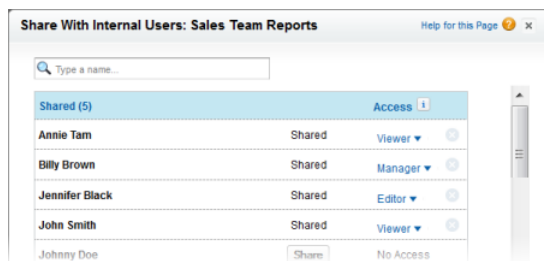 Share With Internal Users: Sales Team Reports Help for this Page ? x
Type a name...
Shared (5) Access i
Annie Tam Shared Viewer
Billy Brown Shared Manager
Jennifer Black Shared Editor
John Smith Shared Viewer
Johnny Doe Share No Access